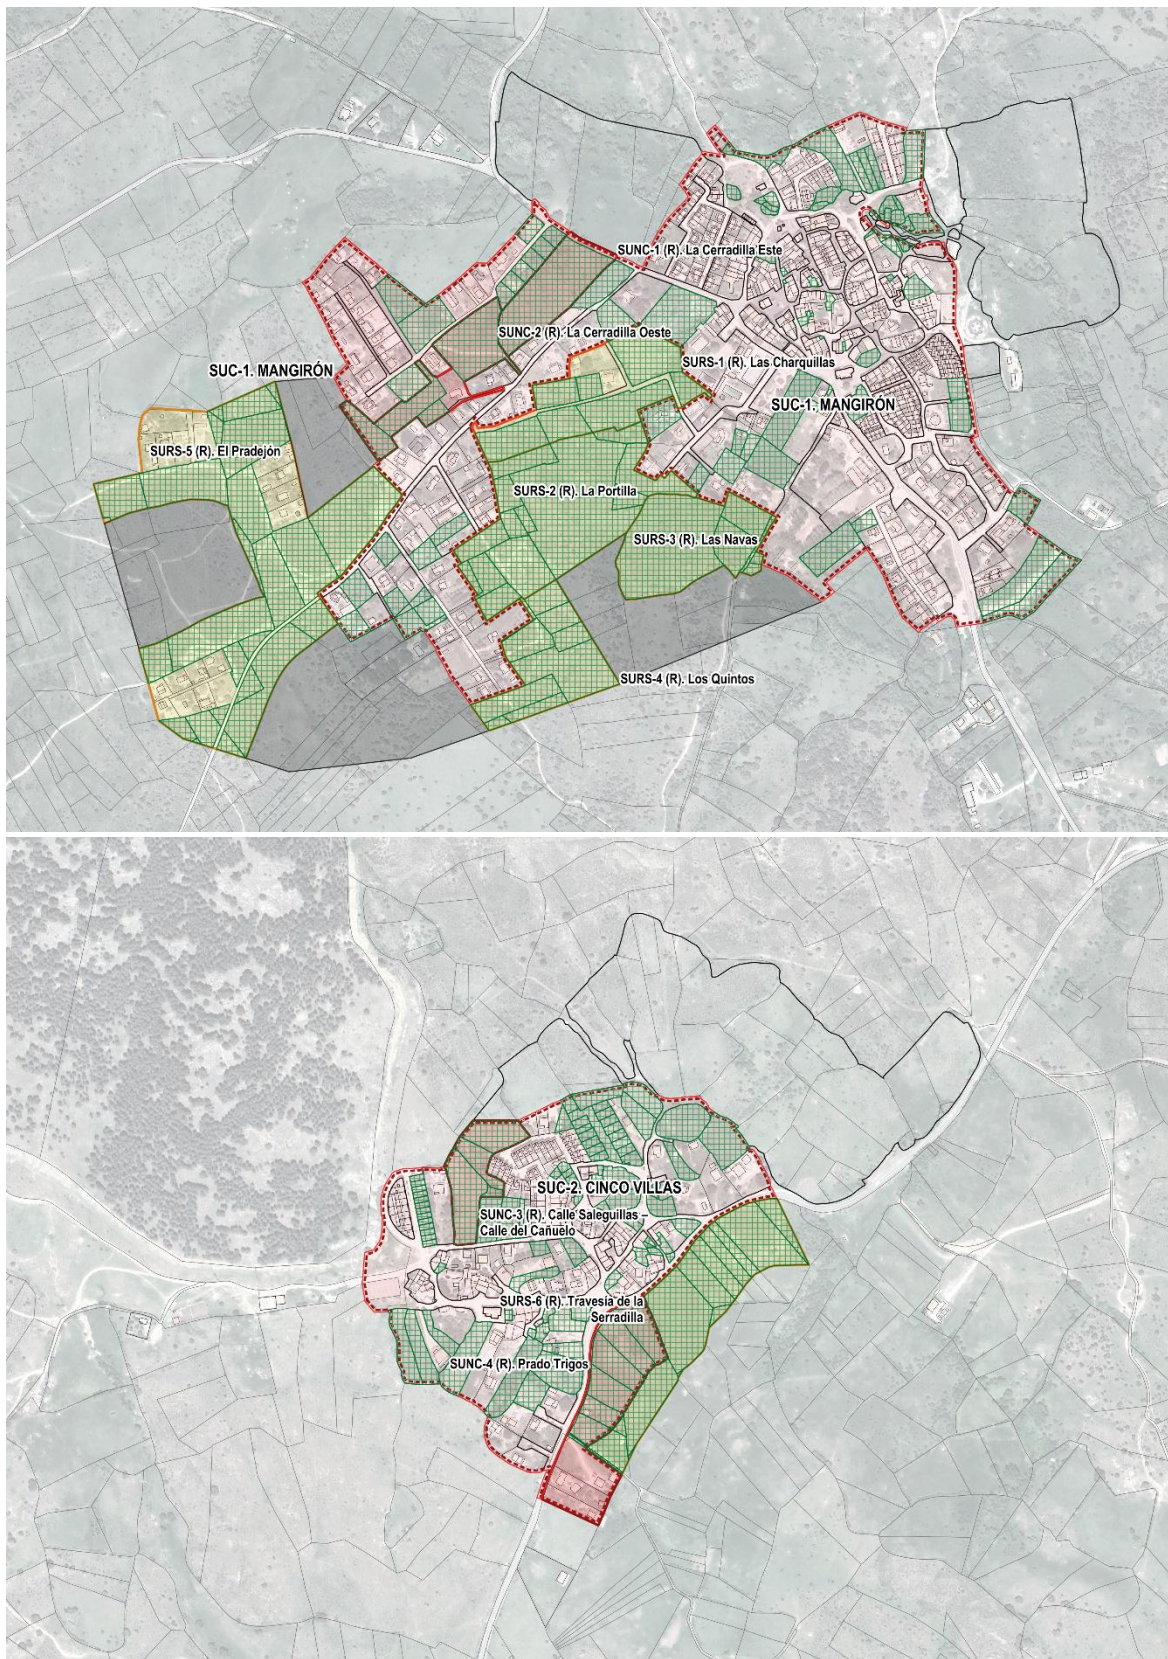 SUNC-1 (R). La Cerradilla Este
SUNC-2 (R). La Cerradilla Oeste
SURS-1 (R). Las Charquillas
SUC-1. MANGIRÓN
SUC-1. MANGIRÓN
SURS-5 (R). El Pradejón
SURS-2 (R). La Portilla
SURS-3 (R). Las Navas
SURS-4 (R). Los Quintos
SUC-2. CINCO VILLAS
SUNC-3 (R). Calle Saleguillas –
Calle del Cañuelo
SURS-6 (R). Travesía de la
Serradilla
SUNC-4 (R). Prado Trigos